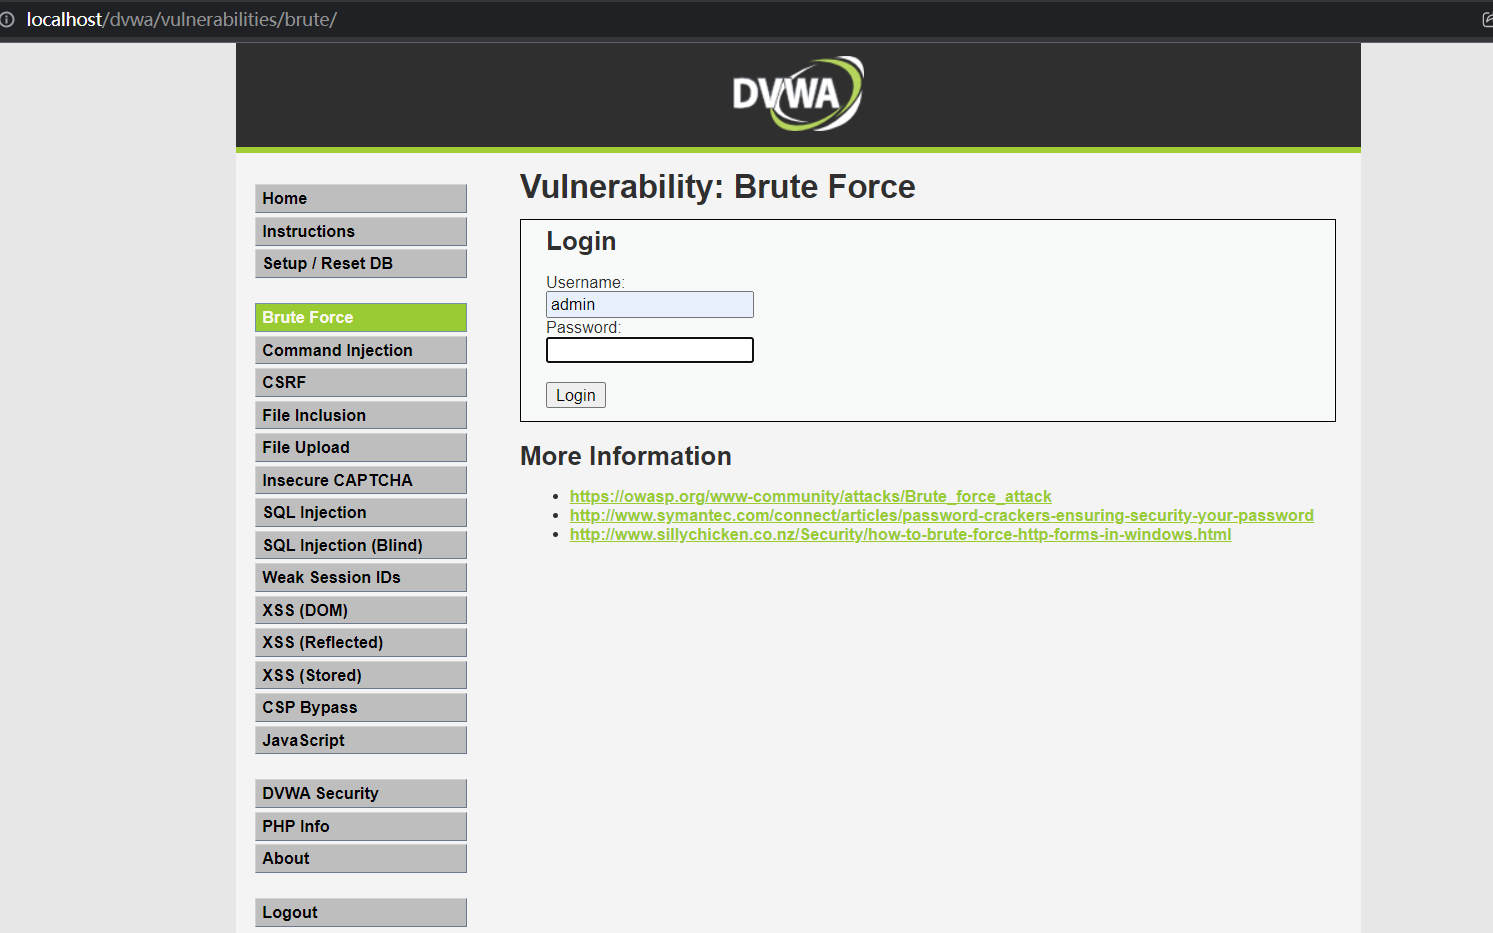 localhost/dvwa/vulnerabilities/brute/
DVWA
Home
Instructions
Setup / Reset DB
Brute Force
Command Injection
CSRF
File Inclusion
File Upload
Insecure CAPTCHA
SQL Injection
SQL Injection (Blind)
Weak Session IDs
XSS (DOM)
XSS (Reflected)
XSS (Stored)
CSP Bypass
JavaScript
DVWA Security
PHP Info
About
Logout
Vulnerability: Brute Force
Login
Username:
admin
Password:
Login
More Information
https://owasp.org/www-community/attacks/Brute_force_attack
http://www.symantec.com/connect/articles/password-crackers-ensuring-security-your-password
http://www.sillychicken.co.nz/Security/how-to-brute-force-http-forms-in-windows.html